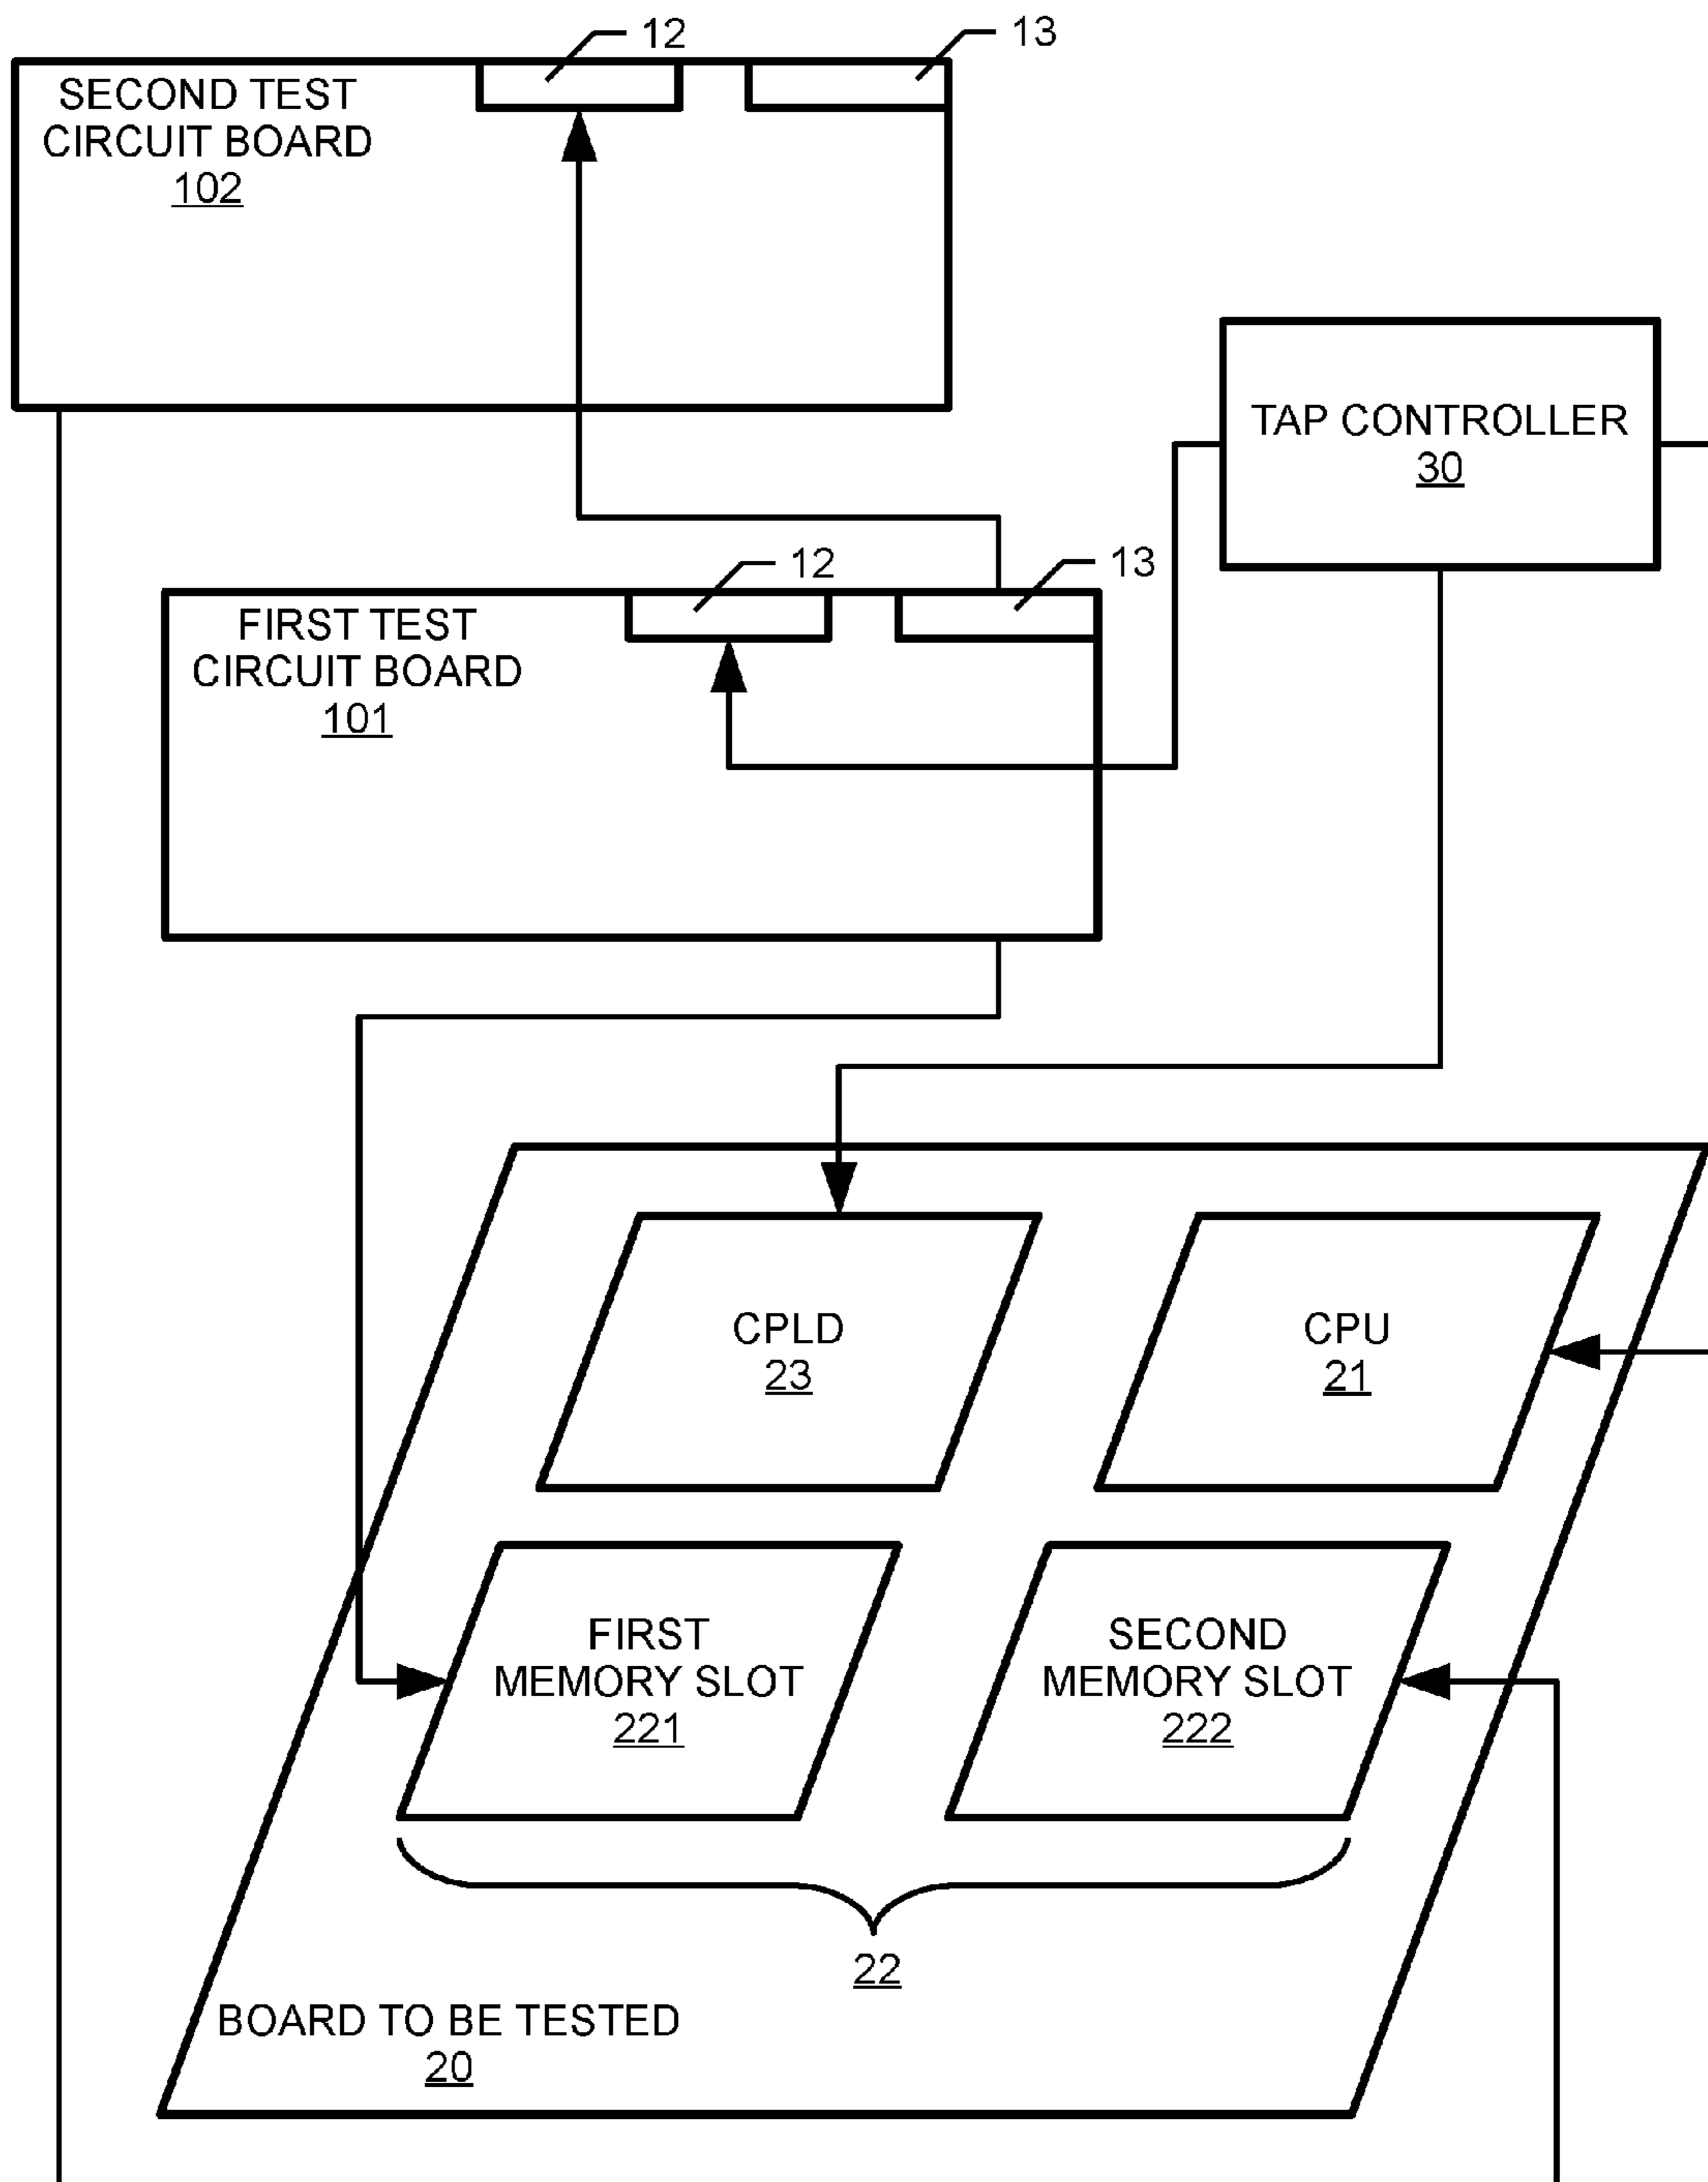 12
13
SECOND TEST
CIRCUIT BOARD
102
TAP CONTROLLER
30
12
13
FIRST TEST
CIRCUIT BOARD
101
CPLD
23
CPU
21
FIRST
MEMORY SLOT
221
SECOND
MEMORY SLOT
222
22
BOARD TO BE TESTED
20